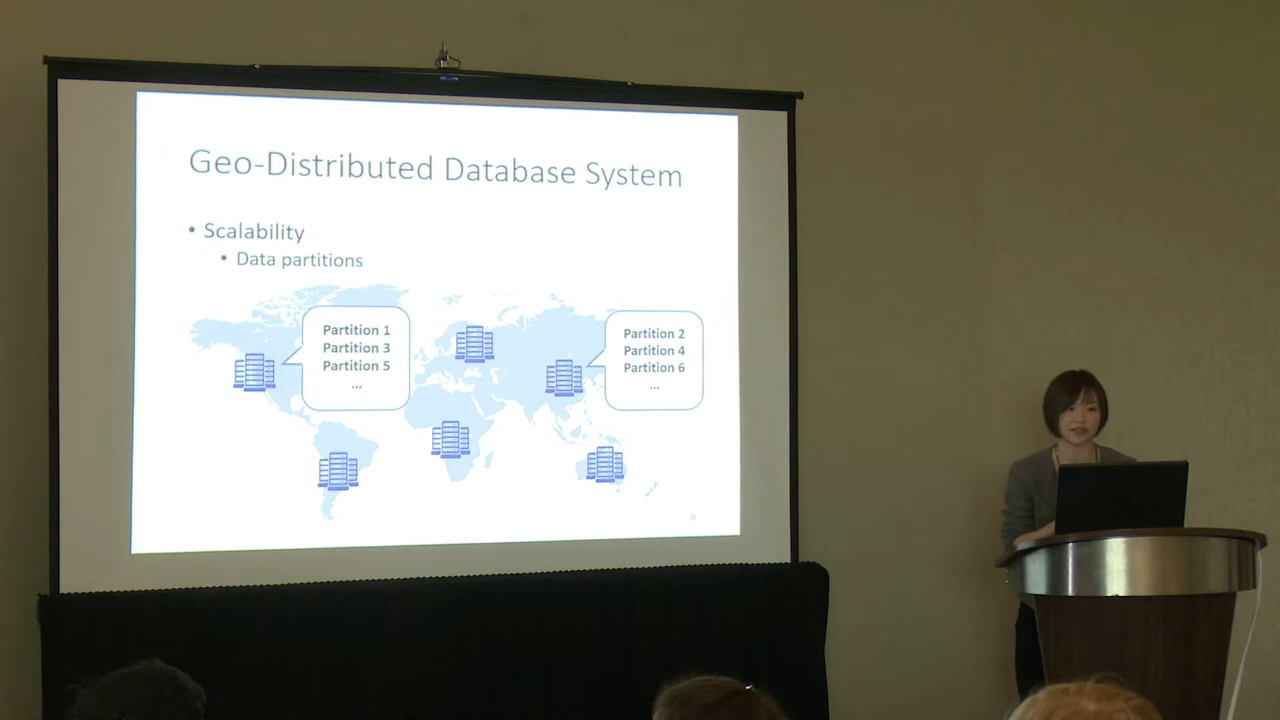 Geo-Distributed Database System
• Scalability
• Data partitions
Partition 1
Partition 3
Partition 5
...
Partition 2
Partition 4
Partition 6
...
6